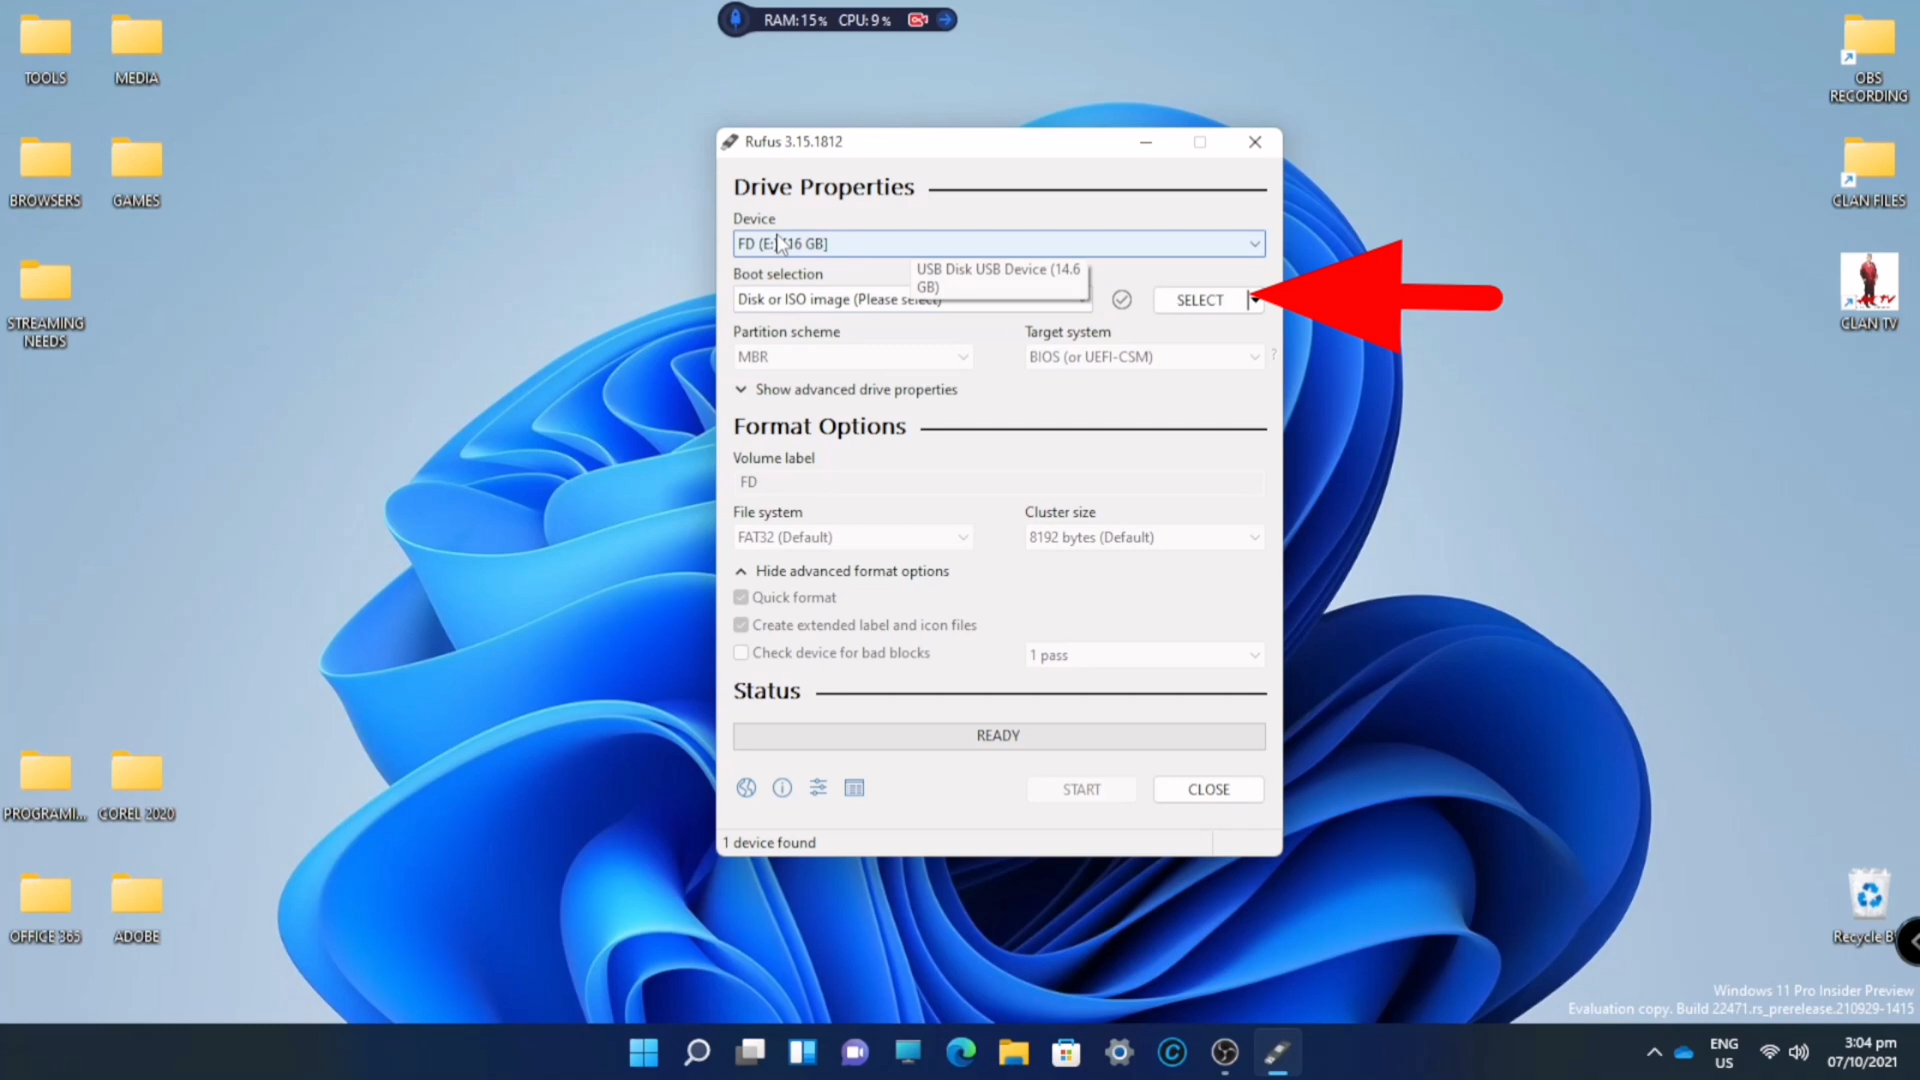 RAM: 15% CPU: 9%
TOOLS
MEDIA
OBS
RECORDING
BROWSERS
GAMES
CLAN FILES
STREAMING
NEEDS
CLAN TV
Rufus 3.15.1812
Drive Properties
Device
FD (E: 16 GB]
Boot selection
USB Disk USB Device (14.6
GB)
Disk or ISO image (Please select)
SELECT
Partition scheme
Target system
MBR
BIOS (or UEFI-CSM)
?
Show advanced drive properties
Format Options
Volume label
FD
File system
Cluster size
FAT32 (Default)
8192 bytes (Default)
Hide advanced format options
Quick format
Create extended label and icon files
Check device for bad blocks
1 pass
Status
READY
START
CLOSE
1 device found
PROGRAMI...
COREL 2020
OFFICE 365
ADOBE
Recycle B
Windows 11 Pro Insider Preview
Evaluation copy. Build 22471.rs_prerelease.210929-1415
ENG
US
3:04 pm
07/10/2021